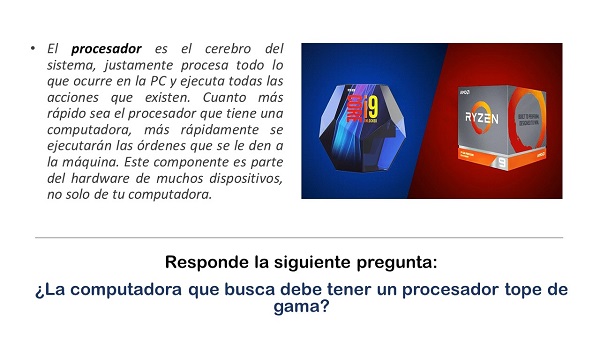 • El procesador es el cerebro del
sistema, justamente procesa todo lo
que ocurre en la PC y ejecuta todas las
acciones que existen. Cuanto más
rápido sea el procesador que tiene una
computadora, más rápidamente se
ejecutarán las órdenes que se le den a
la máquina. Este componente es parte
del hardware de muchos dispositivos,
no solo de tu computadora.
CORE i9
AMD
RYZEN
9
Responde la siguiente pregunta:
¿La computadora que busca debe tener un procesador tope de
gama?